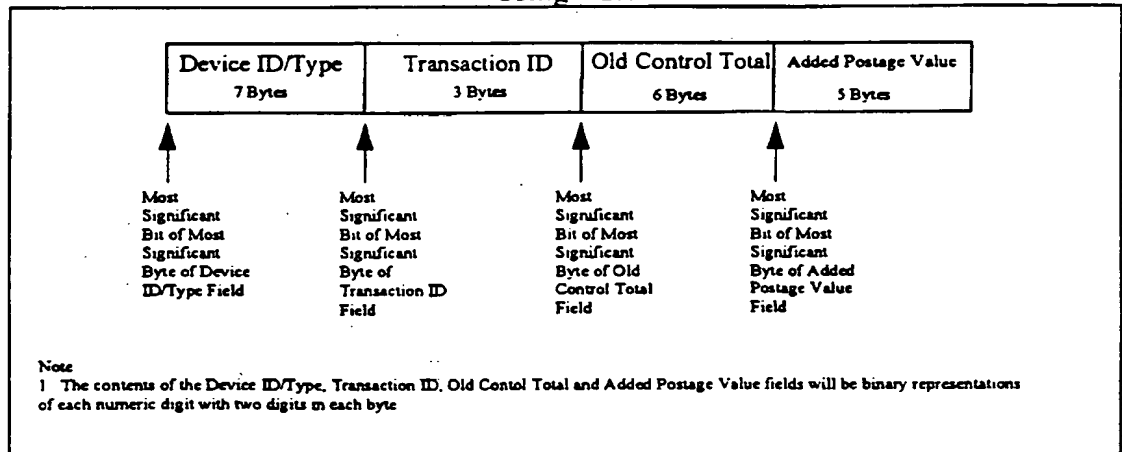 Device ID/Type Transaction ID Old Control Total Added Postage Value
7 Bytes 3 Bytes 6 Bytes 5 Bytes
Most
Significant
Bit of Most
Significant
Byte of Device
ID/Type Field
Most
Significant
Bit of Most
Significant
Byte of
Transaction ID
Field
Most
Significant
Bit of Most
Significant
Byte of Old
Control Total
Field
Most
Significant
Bit of Most
Significant
Byte of Added
Postage Value
Field
Note
1 The contents of the Device ID/Type, Transaction ID, Old Contol Total and Added Postage Value fields will be binary representations
of each numeric digit with two digits in each byte